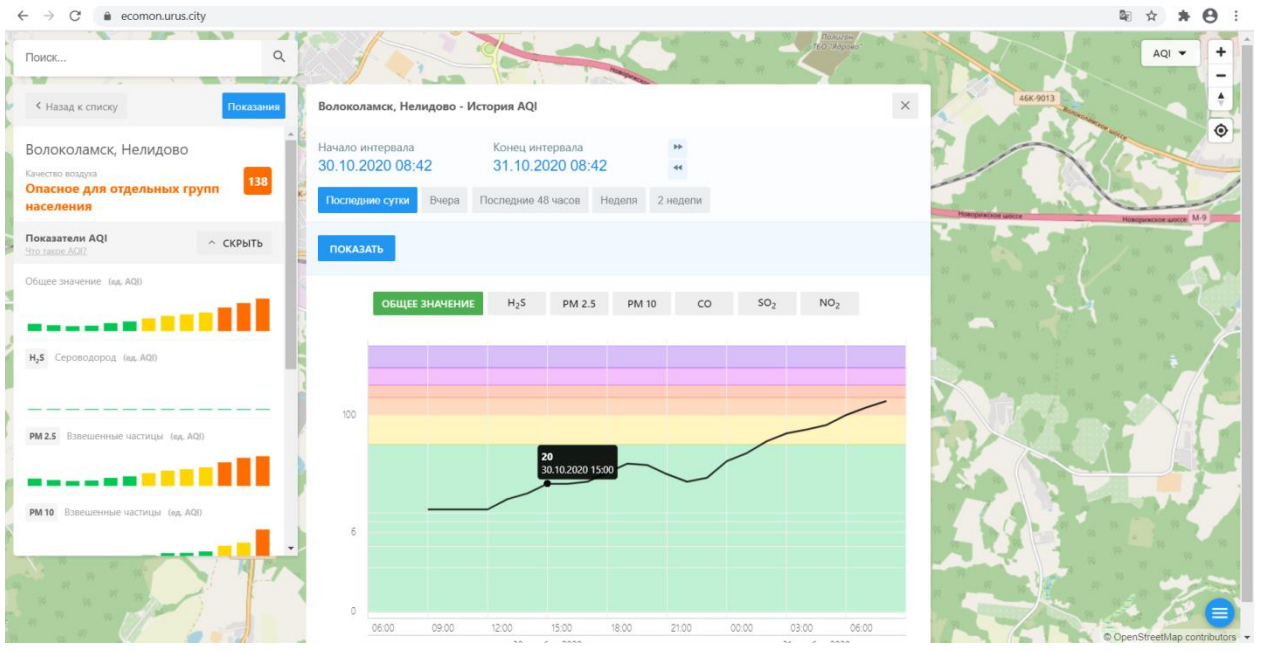 ecomon.urus.city
Поиск...
AQI
+
−
Назад к списку
Показания
Волоколамск, Нелидово
Качество воздуха
Опасное для отдельных групп
населения
138
Показатели AQI
Что такое AQI?
СКРЫТЬ
Общее значение (ед. AQI)
H₂S Сероводород (ед. AQI)
PM 2.5 Взвешенные частицы (ед. AQI)
PM 10 Взвешенные частицы (ед. AQI)
Волоколамск, Нелидово - История AQI
Начало интервала
30.10.2020 08:42
Конец интервала
31.10.2020 08:42
Последние сутки Вчера Последние 48 часов Неделя 2 недели
ПОКАЗАТЬ
ОБЩЕЕ ЗНАЧЕНИЕ H₂S PM 2.5 PM 10 CO SO₂ NO₂
100
6
0
20
30.10.2020 15:00
06:00 09:00 12:00 15:00 18:00 21:00 00:00 03:00 06:00
46К-9013
Волоколамское шоссе
Новорижское шоссе
Новорижское шоссе
М-9
© OpenStreetMap contributors